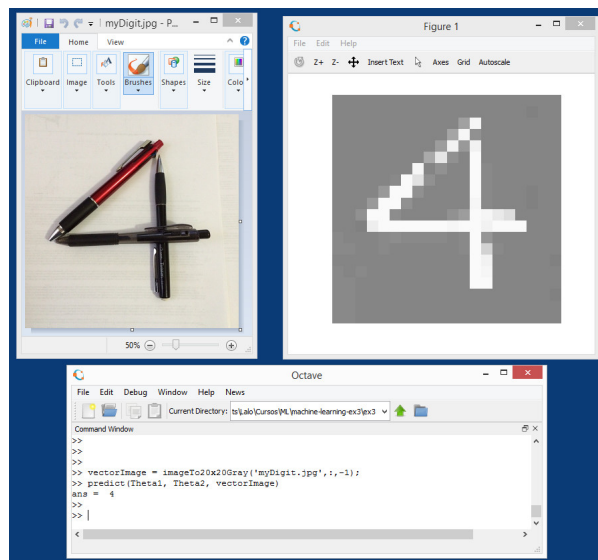 myDigit.jpg - P...
File Home View
Clipboard Image Tools Brushes Shapes Size Colo
50%
Figure 1
File Edit Help
Z+ Z- Insert Text Axes Grid Autoscale
Octave
File Edit Debug Window Help News
Current Directory: ts\Lalo\Cursos\ML\machine-learning-ex3\ex3
Command Window
>>
>>
>>
>> vectorImage = imageTo20x20Gray('myDigit.jpg',:,-1);
>> predict(Theta1, Theta2, vectorImage)
ans = 4
>>
>>